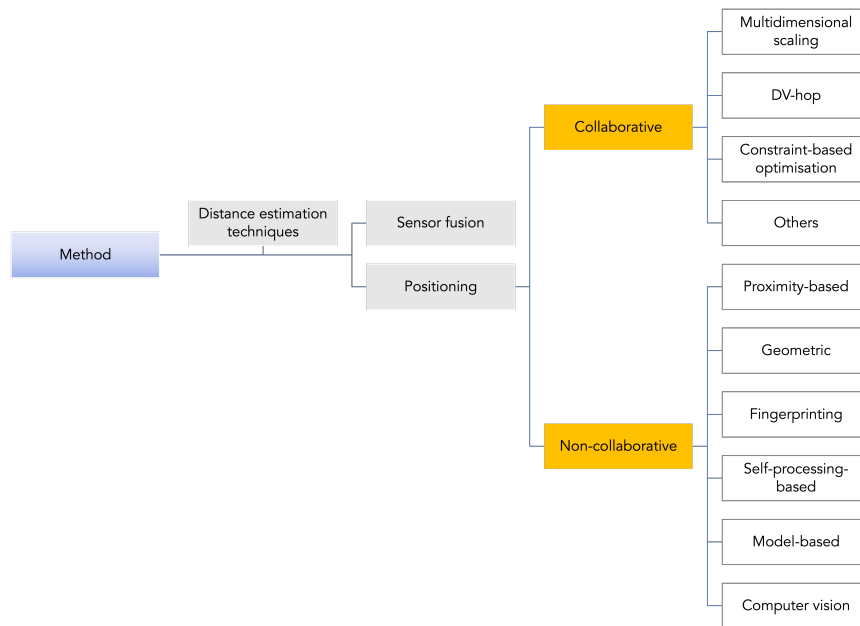 Method
Distance estimation
techniques
Sensor fusion
Positioning
Collaborative
Multidimensional
scaling
DV-hop
Constraint-based
optimisation
Others
Non-collaborative
Proximity-based
Geometric
Fingerprinting
Self-processing-
based
Model-based
Computer vision